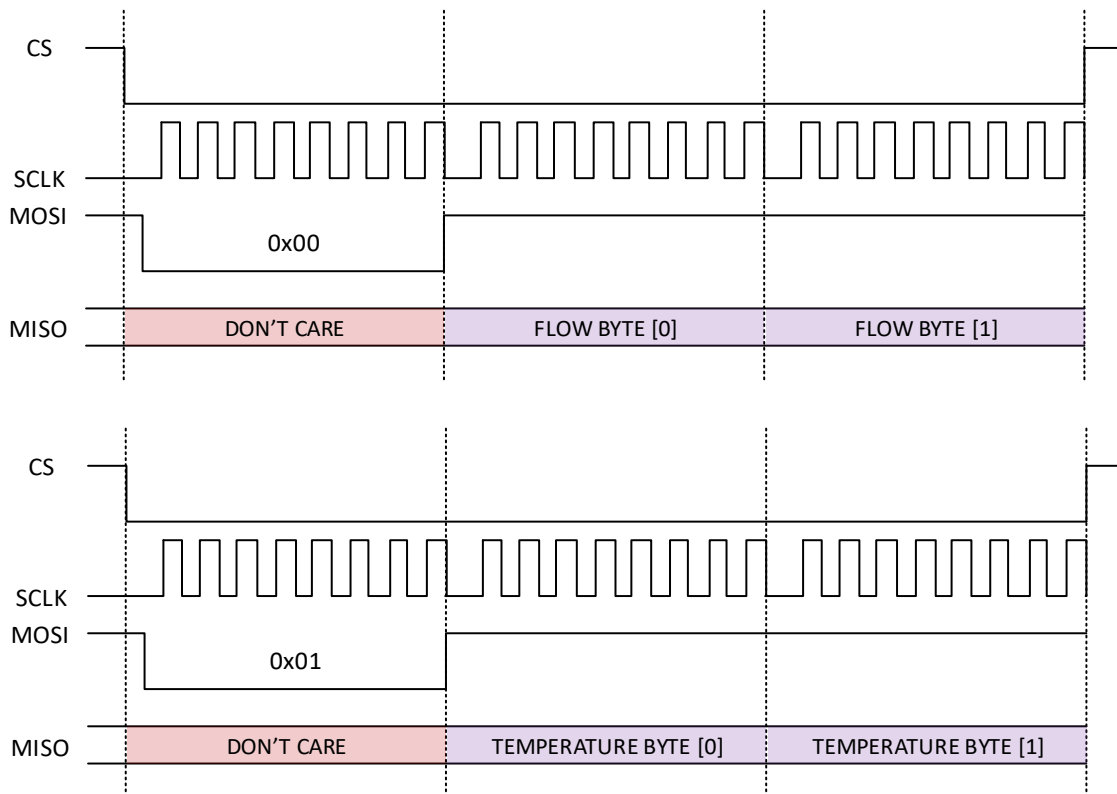 CS
SCLK
MOSI
0x00
MISO
DON'T CARE
FLOW BYTE [0]
FLOW BYTE [1]
CS
SCLK
MOSI
0x01
MISO
DON'T CARE
TEMPERATURE BYTE [0]
TEMPERATURE BYTE [1]